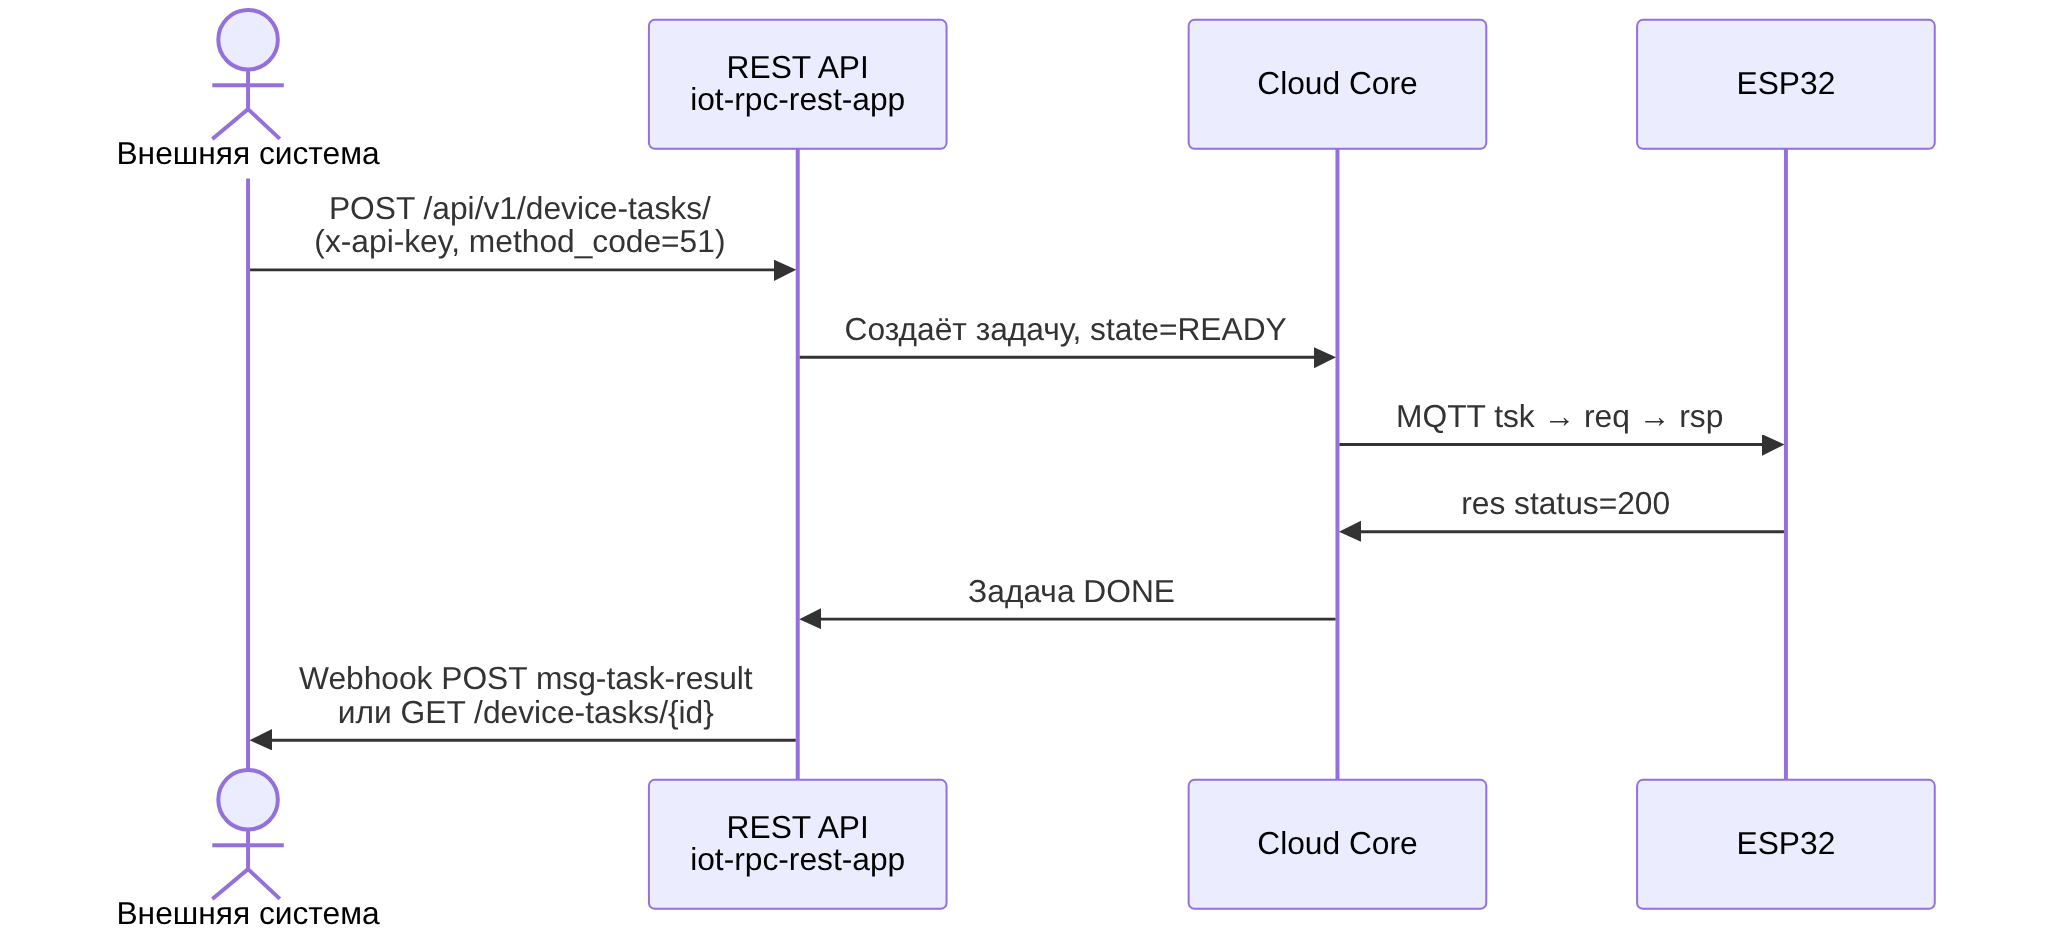 Внешняя система
REST API
iot-rpc-rest-app
Cloud Core
ESP32
POST /api/v1/device-tasks/
(x-api-key, method_code=51)
Создаёт задачу, state=READY
MQTT tsk → req → rsp
res status=200
Задача DONE
Webhook POST msg-task-result
или GET /device-tasks/{id}
Внешняя система
REST API
iot-rpc-rest-app
Cloud Core
ESP32